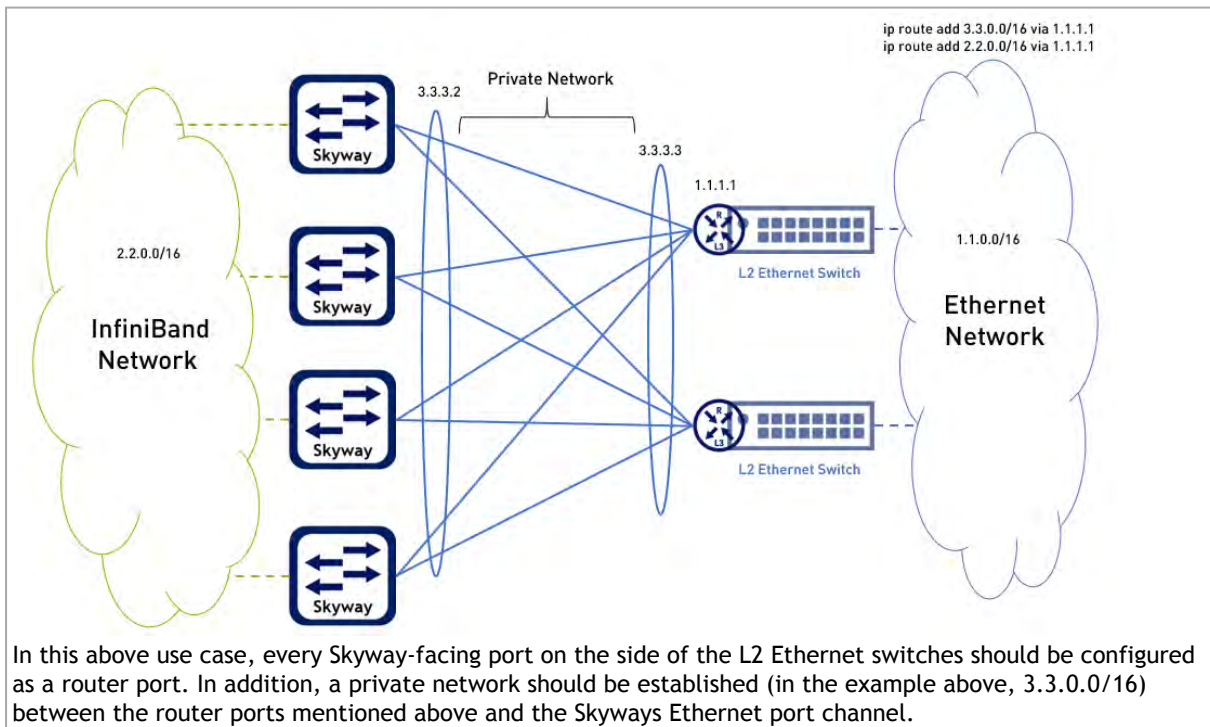 ip route add 3.3.0.0/16 via 1.1.1.1
ip route add 2.2.0.0/16 via 1.1.1.1
Private Network
3.3.3.2
3.3.3.3
1.1.1.1
Skyway
R
L3
L2 Ethernet Switch
2.2.0.0/16
1.1.0.0/16
Skyway
InfiniBand
Network
Ethernet
Network
Skyway
R
L3
L2 Ethernet Switch
Skyway
In this above use case, every Skyway-facing port on the side of the L2 Ethernet switches should be configured
as a router port. In addition, a private network should be established (in the example above, 3.3.0.0/16)
between the router ports mentioned above and the Skyways Ethernet port channel.